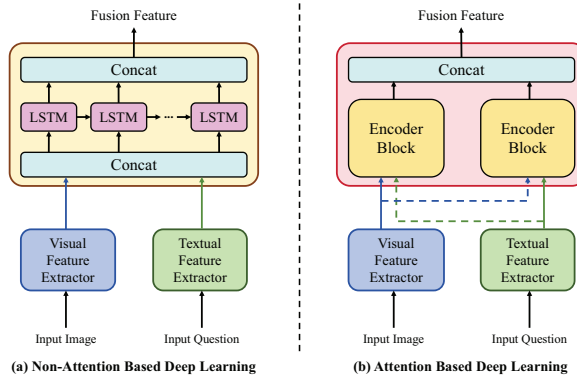 Fusion Feature
Concat
LSTM LSTM ... LSTM
Concat
Visual
Feature
Extractor
Textual
Feature
Extractor
Input Image
Input Question
(a) Non-Attention Based Deep Learning
Fusion Feature
Concat
Encoder
Block
Encoder
Block
Visual
Feature
Extractor
Textual
Feature
Extractor
Input Image
Input Question
(b) Attention Based Deep Learning